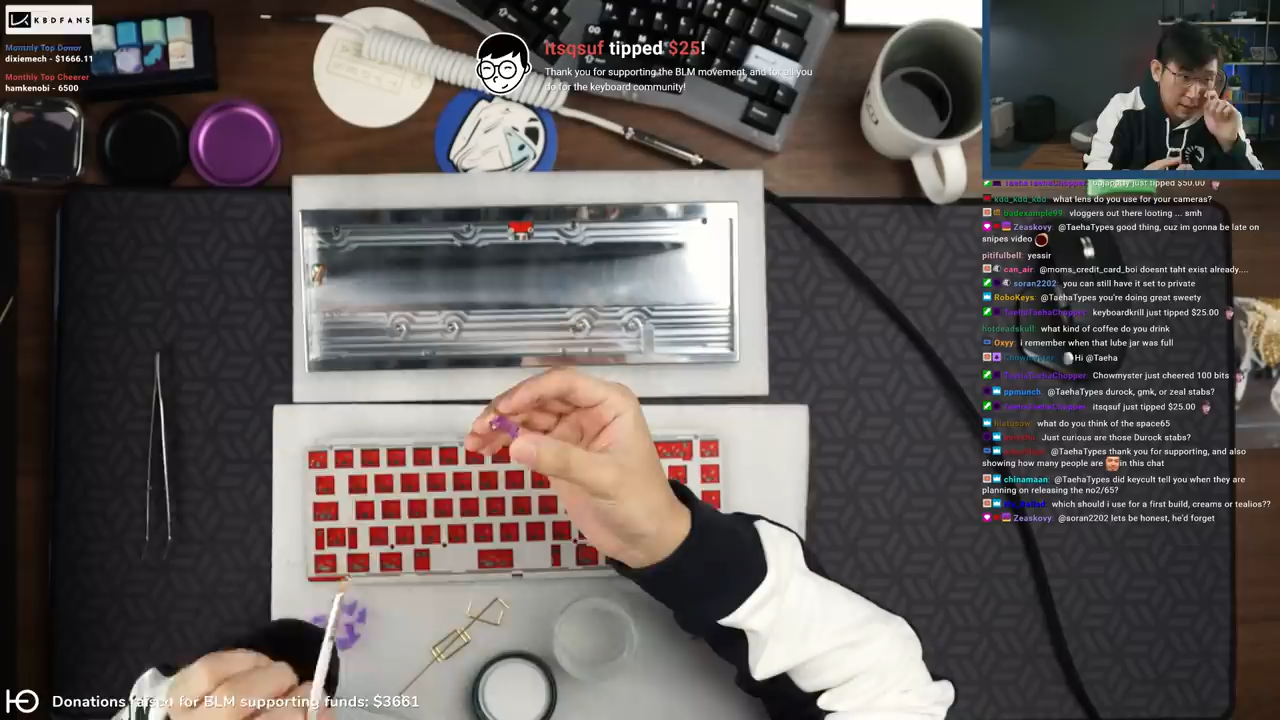 KBDFANS
Monthly Top Donor
dixiemech - $1666.11
Monthly Top Cheerer
hamkenobi - 6500
itsqsuf tipped $25!
Thank you for supporting the BLM movement, and for all you
do for the keyboard community!
TaehaTaehaChopper: bajapotty just tipped $50.00
kdd_kdd_kdd: what lens do you use for your cameras?
badexample99: vloggers out there looting ... smh
Zeaskovy: @TaehaTypes good thing, cuz im gonna be late on
snipes video
pitifulbell: yessir
can_air: @moms_credit_card_boi doesnt taht exist already....
soran2202: you can still have it set to private
RoboKeys: @TaehaTypes you're doing great sweety
TaehaTaehaChopper: keyboardkrill just tipped $25.00
hotdeadskull: what kind of coffee do you drink
Oxyy: i remember when that lube jar was full
Chowmyster: Hi @Taeha
TaehaTaehaChopper: Chowmyster just cheered 100 bits
ppmunch: @TaehaTypes durock, gmk, or zeal stabs?
TaehaTaehaChopper: itsqsuf just tipped $25.00
what do you think of the space65
Just curious are those Durock stabs?
@TaehaTypes thank you for supporting, and also
showing how many people are in this chat
chinamaan: @TaehaTypes did keycult tell you when they are
planning on releasing the no2/65?
which should i use for a first build, creams or tealios??
Zeaskovy: @soran2202 lets be honest, he'd forget
Donations raised for BLM supporting funds: $3661